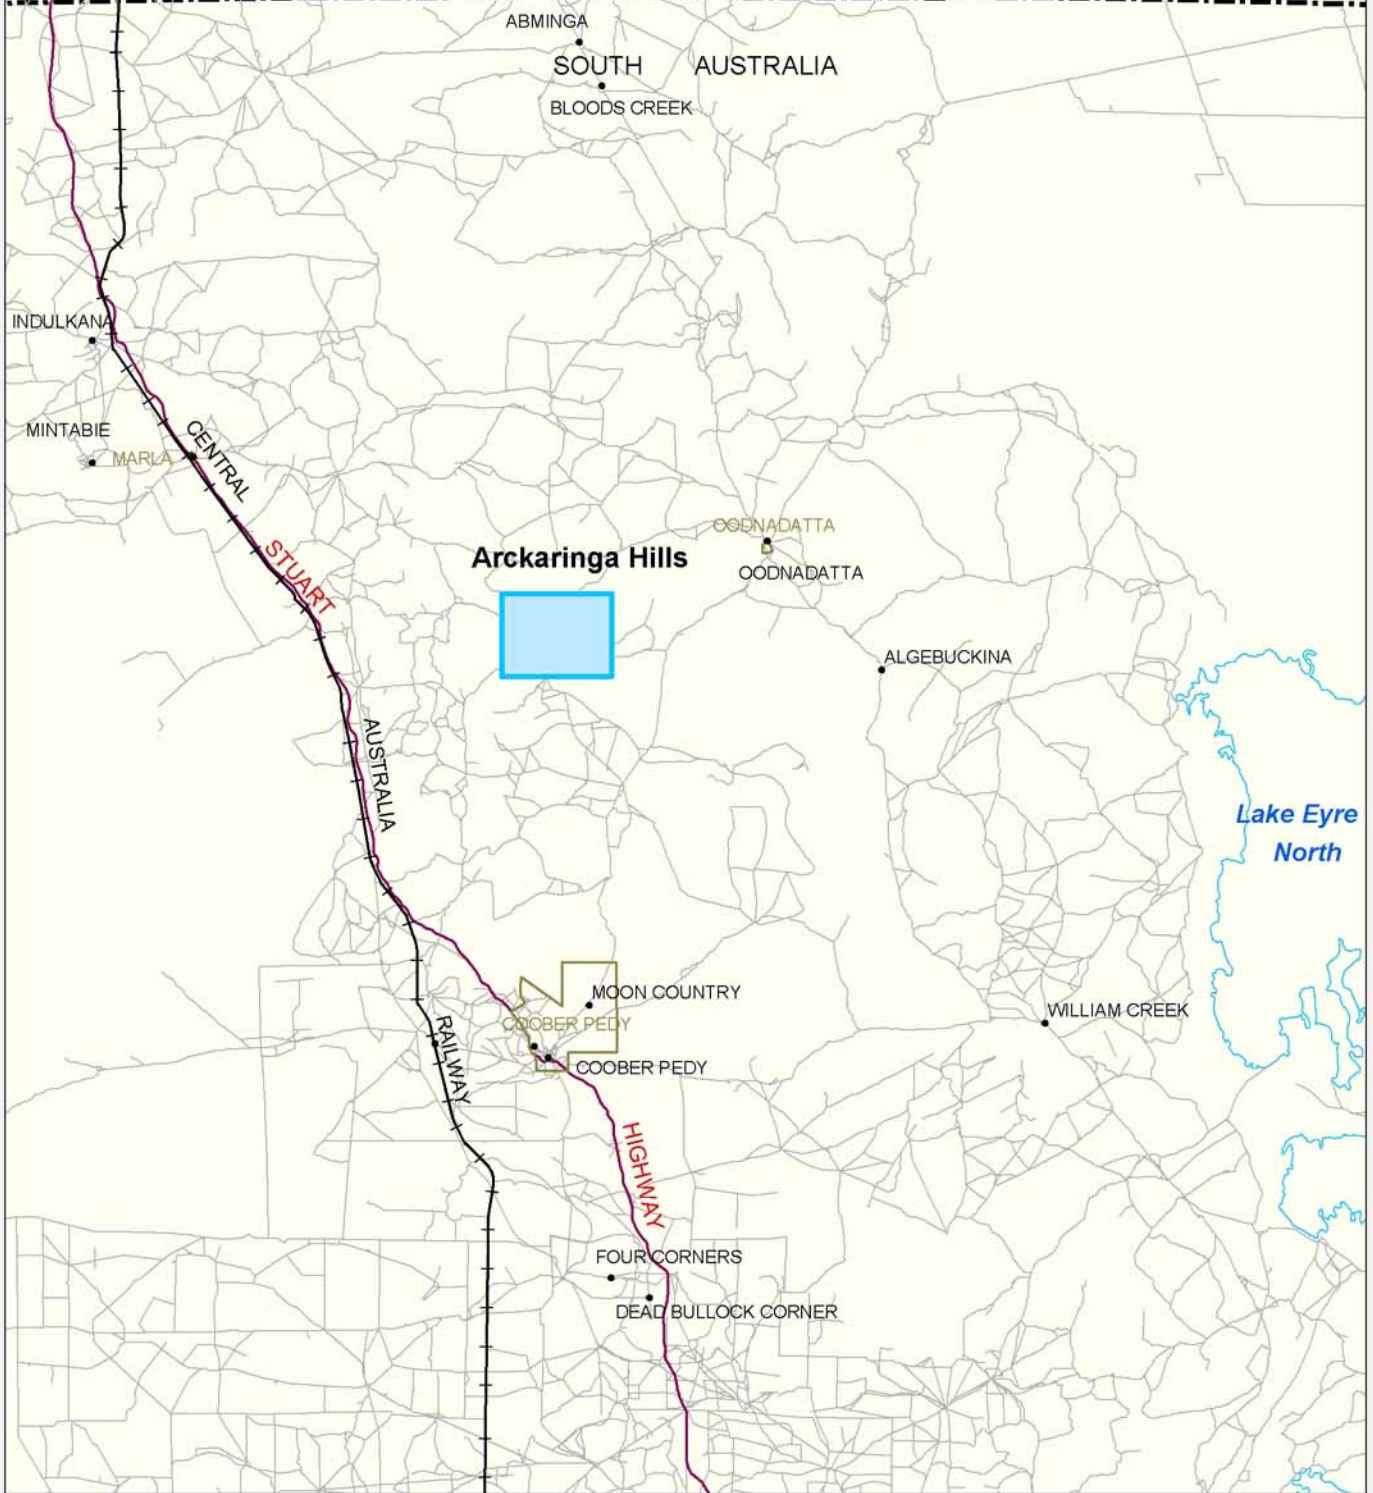 ABMINGA
SOUTH AUSTRALIA
BLOODS CREEK
INDULKANA
MINTABIE
MARLA
CENTRAL
STUART
OODNADATTA
Arckaringa Hills
OODNADATTA
ALGEBUCKINA
AUSTRALIA
Lake Eyre
North
MOON COUNTRY
COOBER PEDY
WILLIAM CREEK
RAILWAY
COOBER PEDY
HIGHWAY
FOUR CORNERS
DEAD BULLOCK CORNER